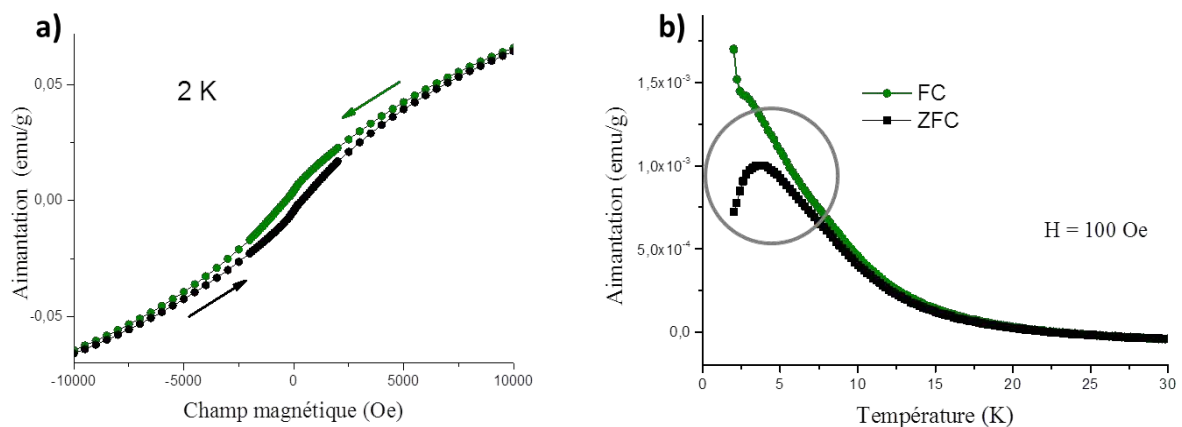 a)
0,05
0,00
-0,05
-10000 -5000 0 5000 10000
Champ magnétique (Oe)
Aimantation (emu/g)
2 K
b)
1,5x10⁻³
1,0x10⁻³
5,0x10⁻⁴
0,0
0 5 10 15 20 25 30
Température (K)
Aimantation (emu/g)
FC
ZFC
H = 100 Oe